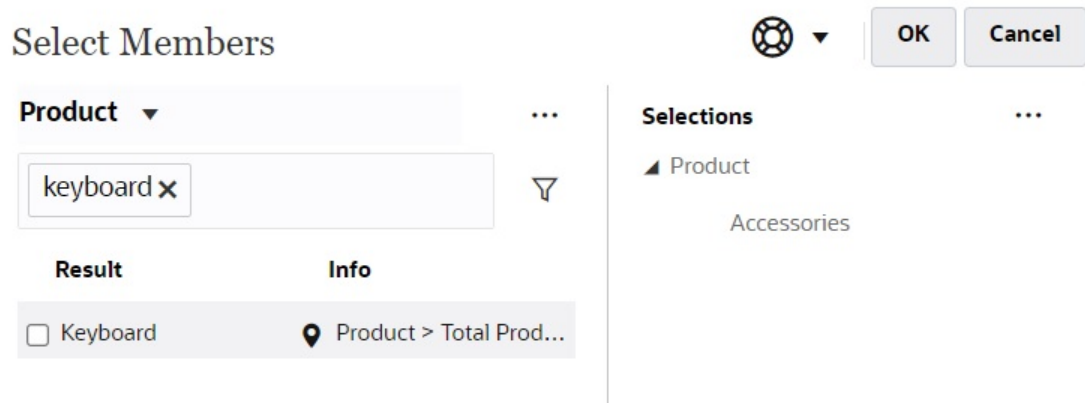 Select Members
OK
Cancel
Product
...
keyboard
Result
Info
Keyboard
Product > Total Prod...
Selections
...
Product
Accessories